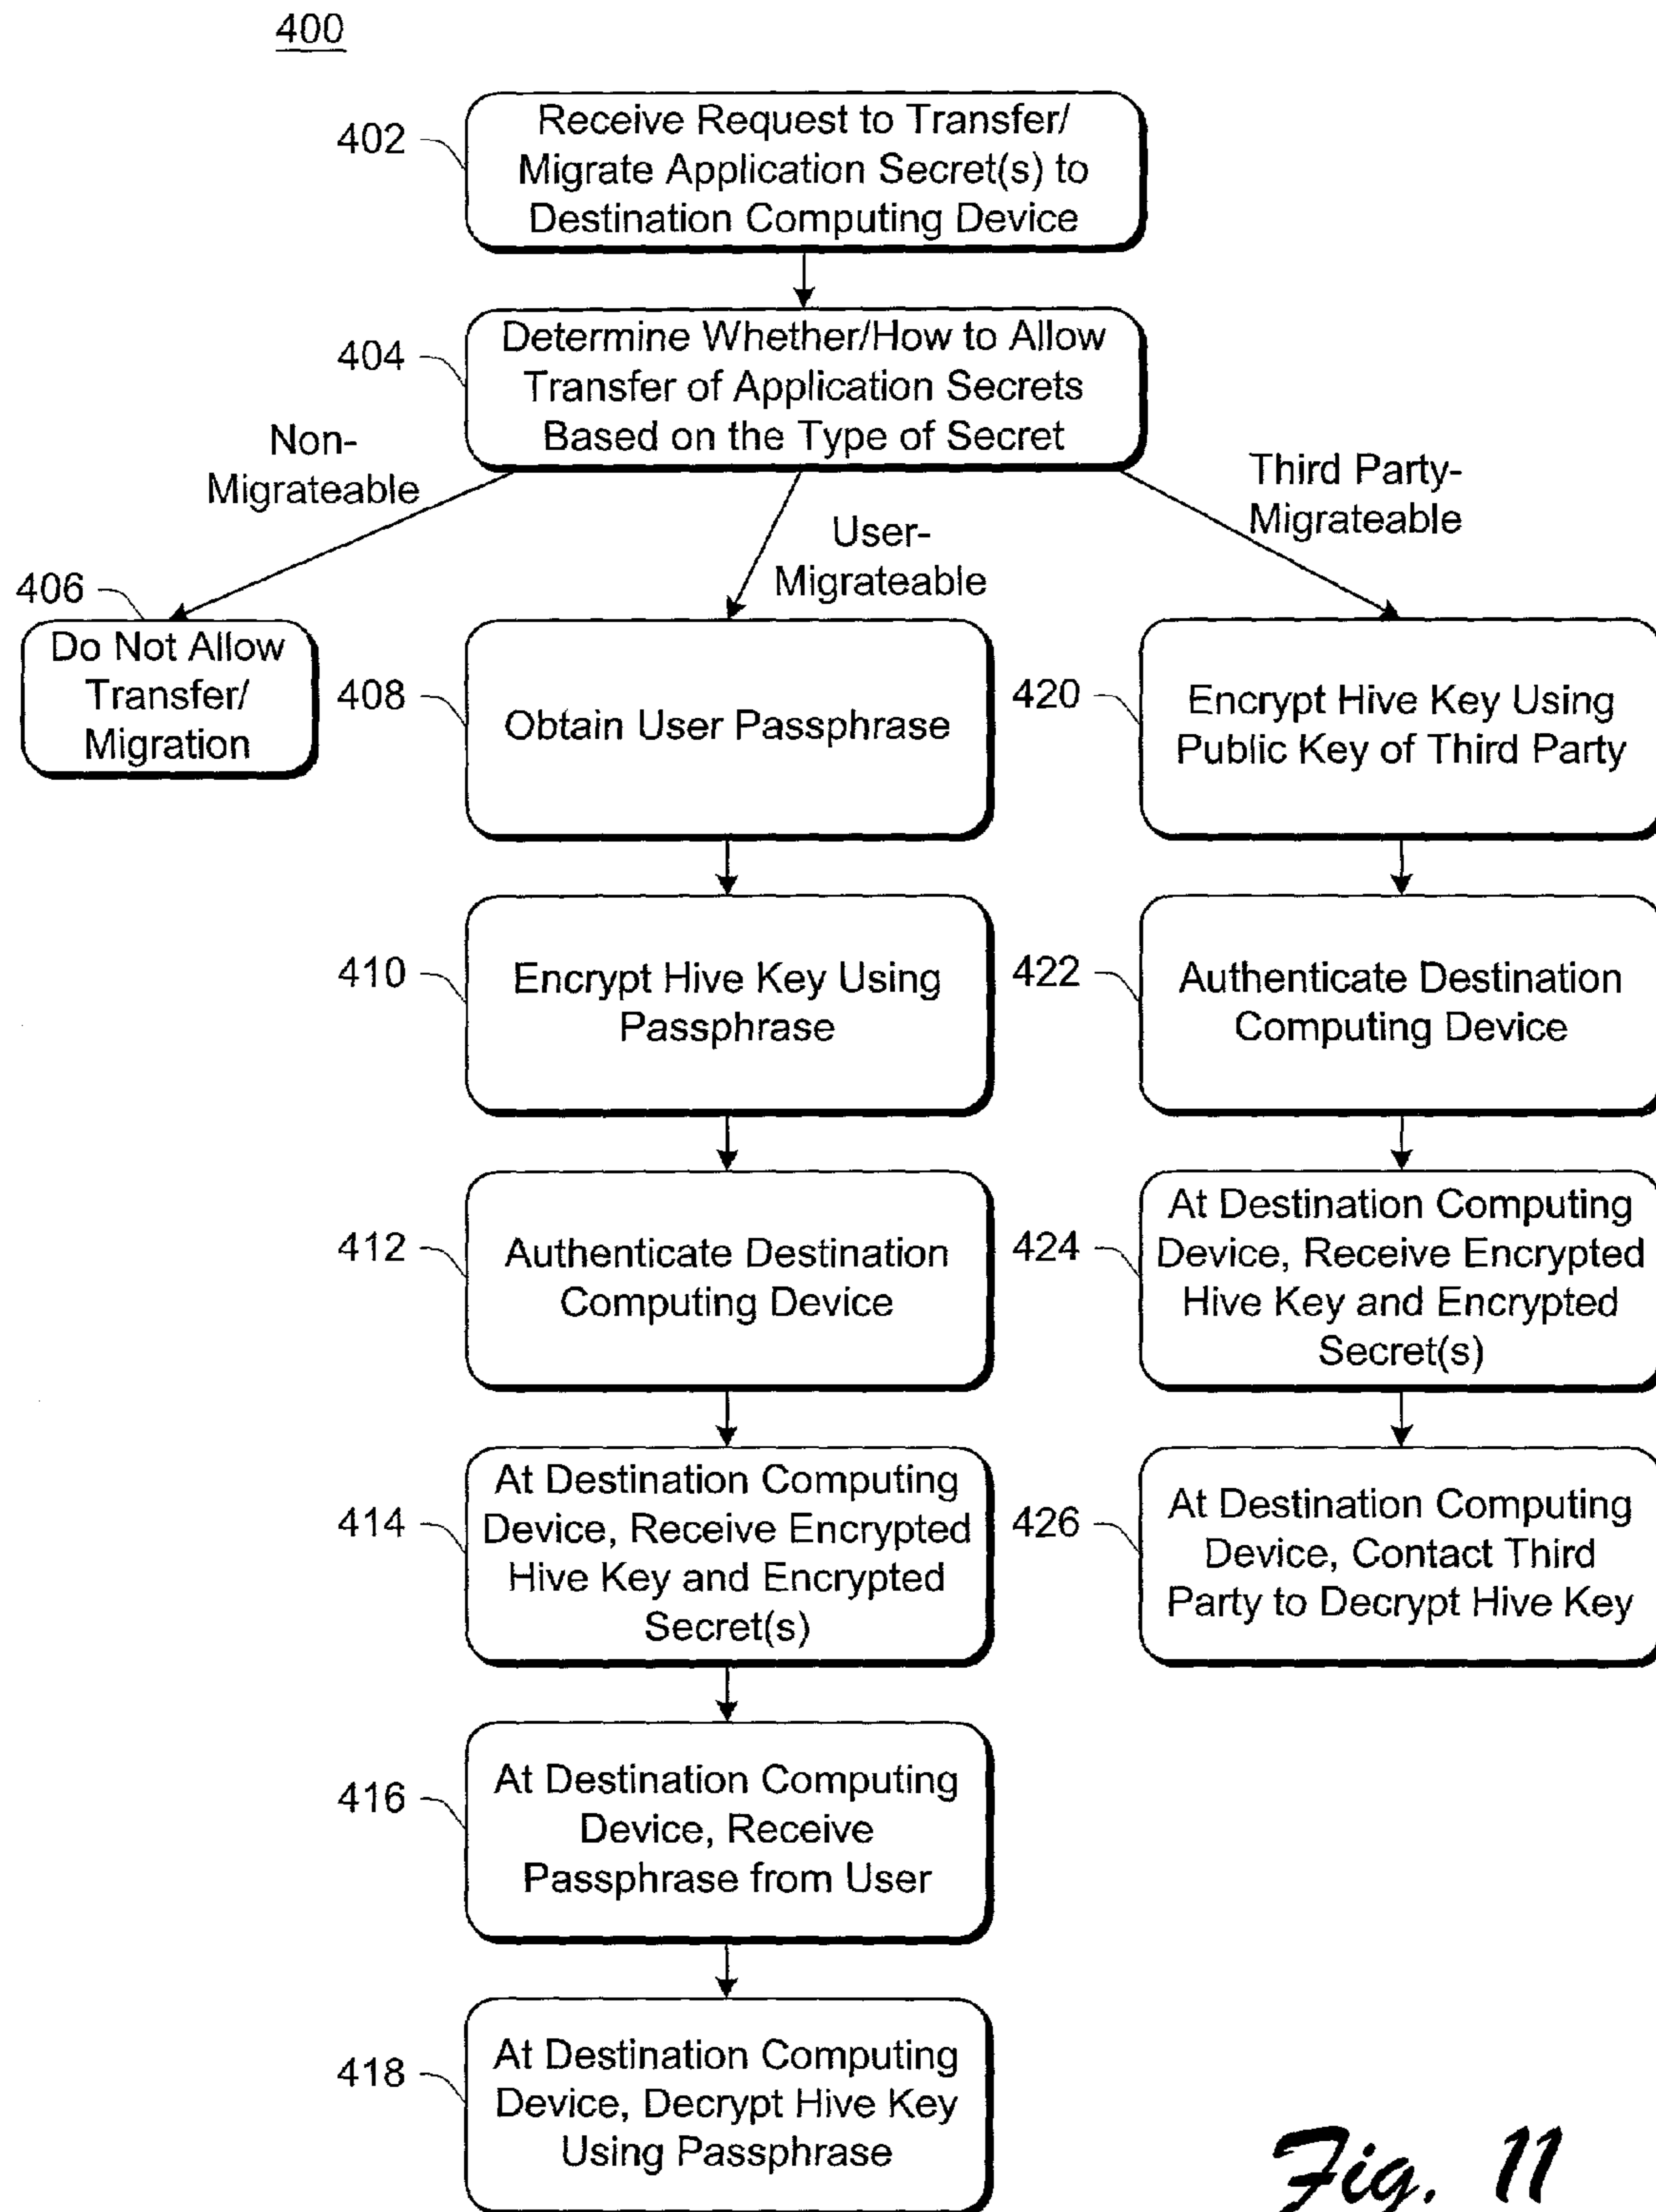 400
402
Receive Request to Transfer/
Migrate Application Secret(s) to
Destination Computing Device
404
Determine Whether/How to Allow
Transfer of Application Secrets
Based on the Type of Secret
Non-
Migrateable
User-
Migrateable
Third Party-
Migrateable
406
Do Not Allow
Transfer/
Migration
408
Obtain User Passphrase
420
Encrypt Hive Key Using
Public Key of Third Party
410
Encrypt Hive Key Using
Passphrase
422
Authenticate Destination
Computing Device
412
Authenticate Destination
Computing Device
424
At Destination Computing
Device, Receive Encrypted
Hive Key and Encrypted
Secret(s)
414
At Destination Computing
Device, Receive Encrypted
Hive Key and Encrypted
Secret(s)
426
At Destination Computing
Device, Contact Third
Party to Decrypt Hive Key
416
At Destination Computing
Device, Receive
Passphrase from User
418
At Destination Computing
Device, Decrypt Hive Key
Using Passphrase
Fig. 11